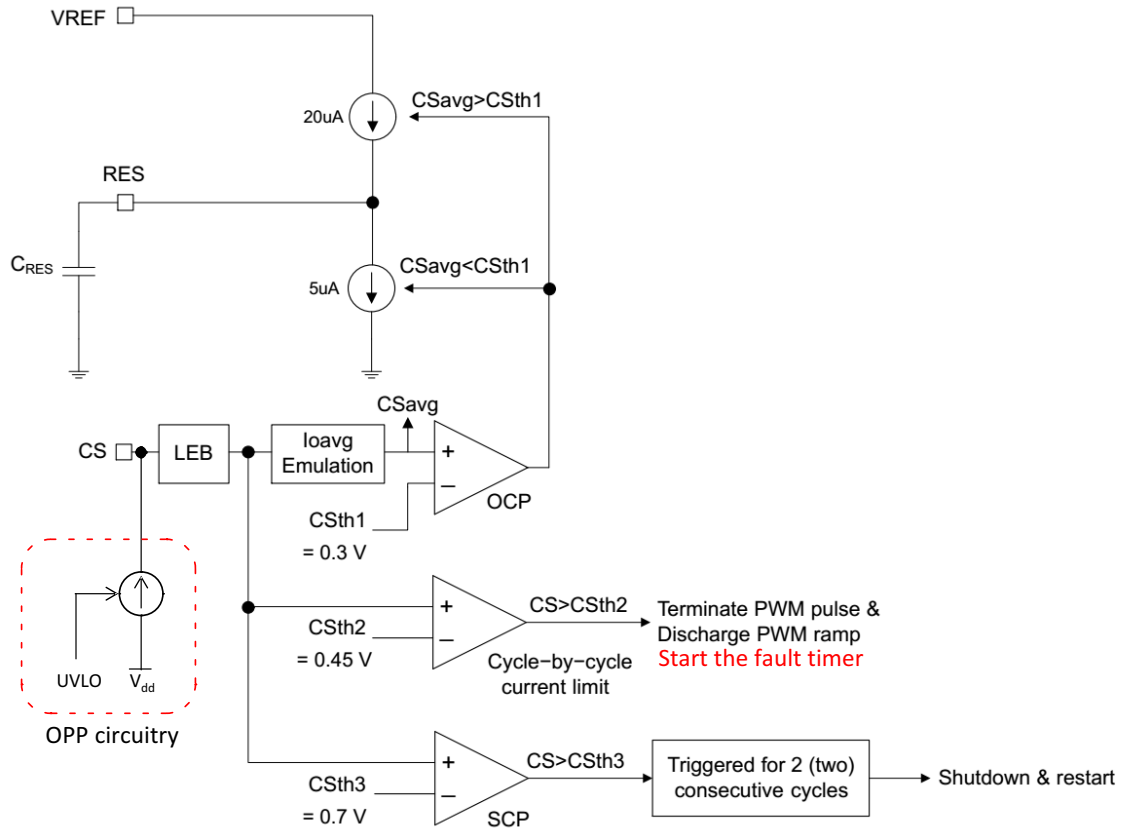 VREF
20uA
CSavg>CSth1
RES
CRES
5uA
CSavg<CSth1
CSavg
CS
LEB
Ioavg
Emulation
+
−
OCP
CSth1
= 0.3 V
+
−
CSth2
= 0.45 V
CS>CSth2
Cycle−by−cycle
current limit
Terminate PWM pulse &
Discharge PWM ramp
Start the fault timer
UVLO
Vdd
OPP circuitry
+
−
CSth3
= 0.7 V
SCP
CS>CSth3
Triggered for 2 (two)
consecutive cycles
Shutdown & restart